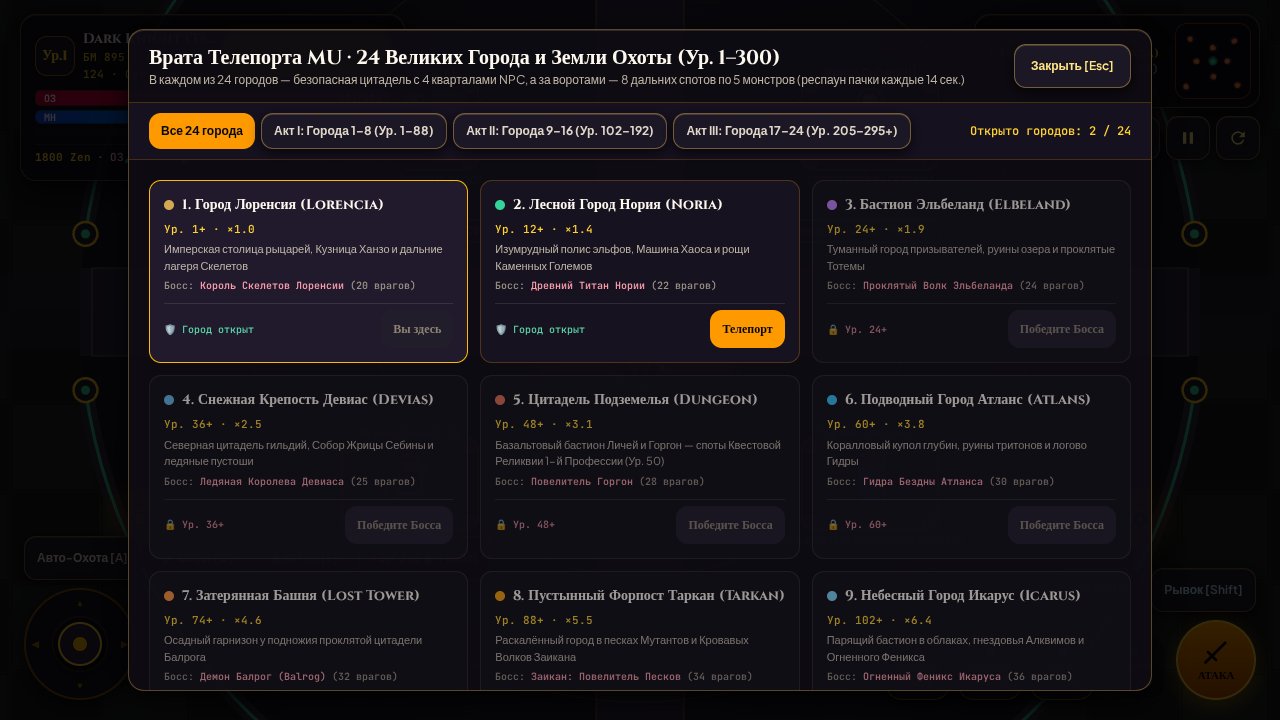 Врата Телепорта MU · 24 Великих Города и Земли Охоты (Ур. 1–300)
В каждом из 24 городов — безопасная цитадель с 4 кварталами NPC, а за воротами — 8 дальних спотов по 5 монстров (респаун пачки каждые 14 сек.)
Закрыть [Esc]
Все 24 города
Акт I: Города 1–8 (Ур. 1–88)
Акт II: Города 9–16 (Ур. 102–192)
Акт III: Города 17–24 (Ур. 205–295+)
Открыто городов: 2 / 24
1. Город Лоренсия (Lorencia)
Ур. 1+ · ×1.0
Имперская столица рыцарей, Кузница Ханзо и дальние
лагеря Скелетов
Босс: Король Скелетов Лоренсии (20 врагов)
Город открыт
Вы здесь
2. Лесной Город Нория (Noria)
Ур. 12+ · ×1.4
Изумрудный полис эльфов, Машина Хаоса и рощи
Каменных Големов
Босс: Древний Титан Нории (22 врагов)
Город открыт
Телепорт
3. Бастион Эльбеланд (Elbeland)
Ур. 24+ · ×1.9
Туманный город призывателей, руины озера и проклятые
Тотемы
Босс: Проклятый Волк Эльбеланда (24 врагов)
Ур. 24+
Победите Босса
4. Снежная Крепость Девиас (Devias)
Ур. 36+ · ×2.5
Северная цитадель гильдий, Собор Жрицы Себины и
ледяные пустоши
Босс: Ледяная Королева Девиаса (25 врагов)
Ур. 36+
Победите Босса
5. Цитадель Подземелья (Dungeon)
Ур. 48+ · ×3.1
Базальтовый бастион Личей и Горгон — споты Квестовой
Реликвии 1-й Профессии (Ур. 50)
Босс: Повелитель Горгон (28 врагов)
Ур. 48+
Победите Босса
6. Подводный Город Атланс (Atlans)
Ур. 60+ · ×3.8
Коралловый купол глубин, руины тритонов и логово
Гидры
Босс: Гидра Бездны Атланса (30 врагов)
Ур. 60+
Победите Босса
7. Затерянная Башня (Lost Tower)
Ур. 74+ · ×4.6
Осадный гарнизон у подножия проклятой цитадели
Балрога
Босс: Демон Балрог (Balrog) (32 врагов)
8. Пустынный Форпост Таркан (Tarkan)
Ур. 88+ · ×5.5
Раскалённый город в песках Мутантов и Кровавых
Волков Заикана
Босс: Заикан: Повелитель Песков (34 врагов)
9. Небесный Город Икарус (Icarus)
Ур. 102+ · ×6.4
Парящий бастион в облаках, гнездовья Алквимов и
Огненного Феникса
Босс: Огненный Феникс Икаруса (36 врагов)
Ур.1
БМ 895
124 ·
ОЗ
МН
1800 Zen · ОЗ
Авто-Охота [A]
Рывок [Shift]
АТАКА